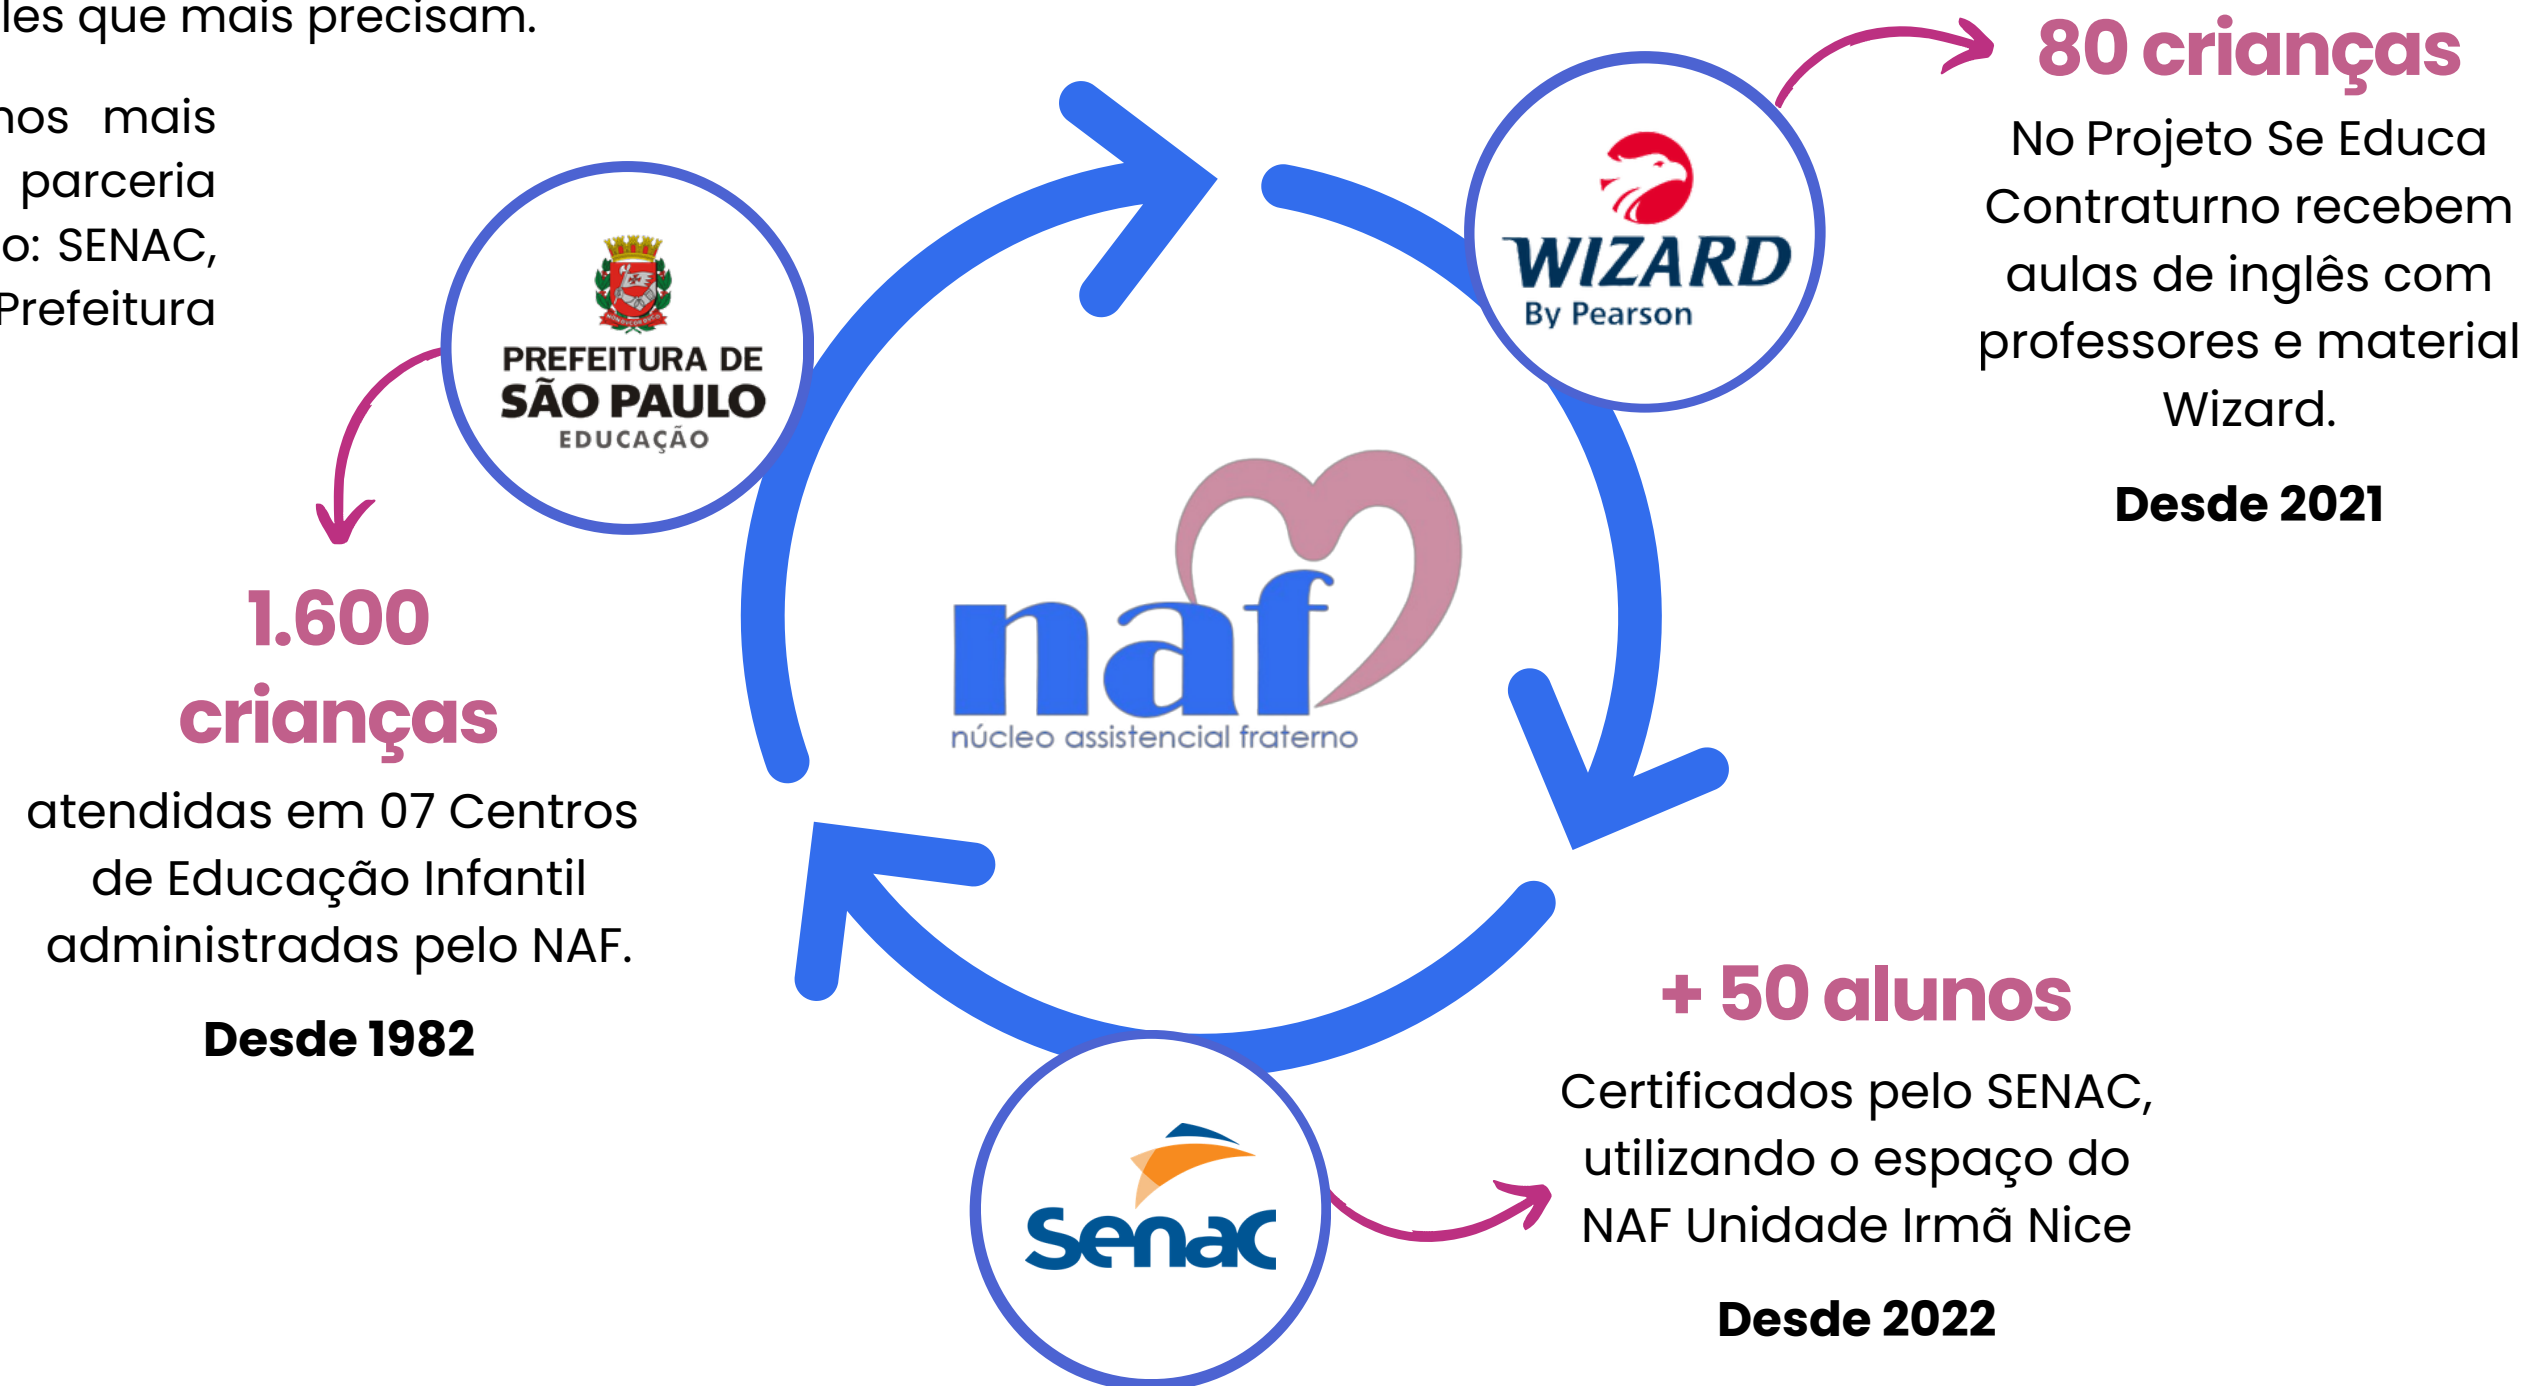 les que mais precisam.
nos mais
parceria
o: SENAC,
Prefeitura
PREFEITURA DE
SÃO PAULO
EDUCAÇÃO
1.600
crianças
atendidas em 07 Centros
de Educação Infantil
administradas pelo NAF.
Desde 1982
WIZARD
By Pearson
80 crianças
No Projeto Se Educa
Contraturno recebem
aulas de inglês com
professores e material
Wizard.
Desde 2021
naf
núcleo assistencial fraterno
Senac
+ 50 alunos
Certificados pelo SENAC,
utilizando o espaço do
NAF Unidade Irmã Nice
Desde 2022